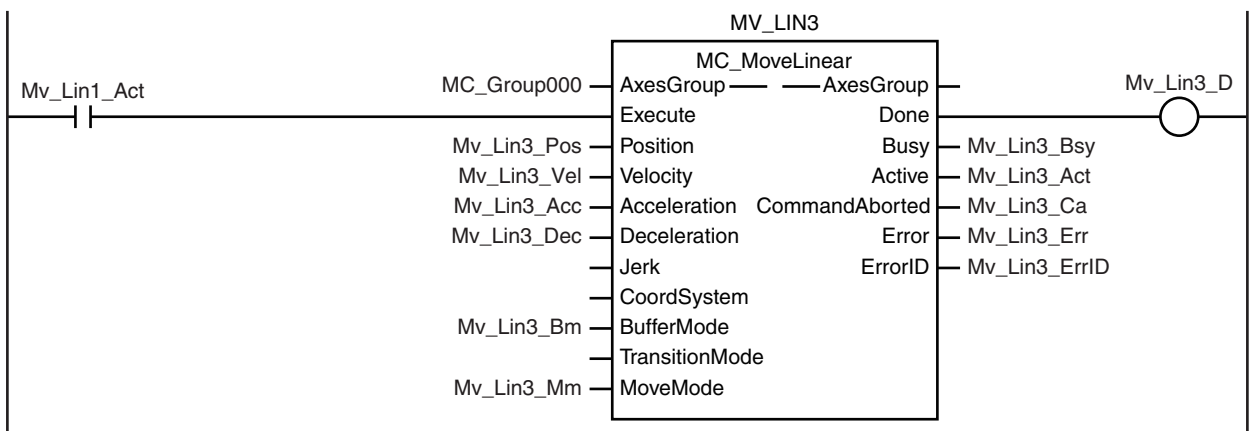 MV_LIN3
MC_MoveLinear
Mv_Lin1_Act
MC_Group000 AxesGroup AxesGroup Mv_Lin3_D
Execute Done
Mv_Lin3_Pos Position Busy Mv_Lin3_Bsy
Mv_Lin3_Vel Velocity Active Mv_Lin3_Act
Mv_Lin3_Acc Acceleration CommandAborted Mv_Lin3_Ca
Mv_Lin3_Dec Deceleration Error Mv_Lin3_Err
Jerk ErrorID Mv_Lin3_ErrID
CoordSystem
Mv_Lin3_Bm BufferMode
TransitionMode
Mv_Lin3_Mm MoveMode